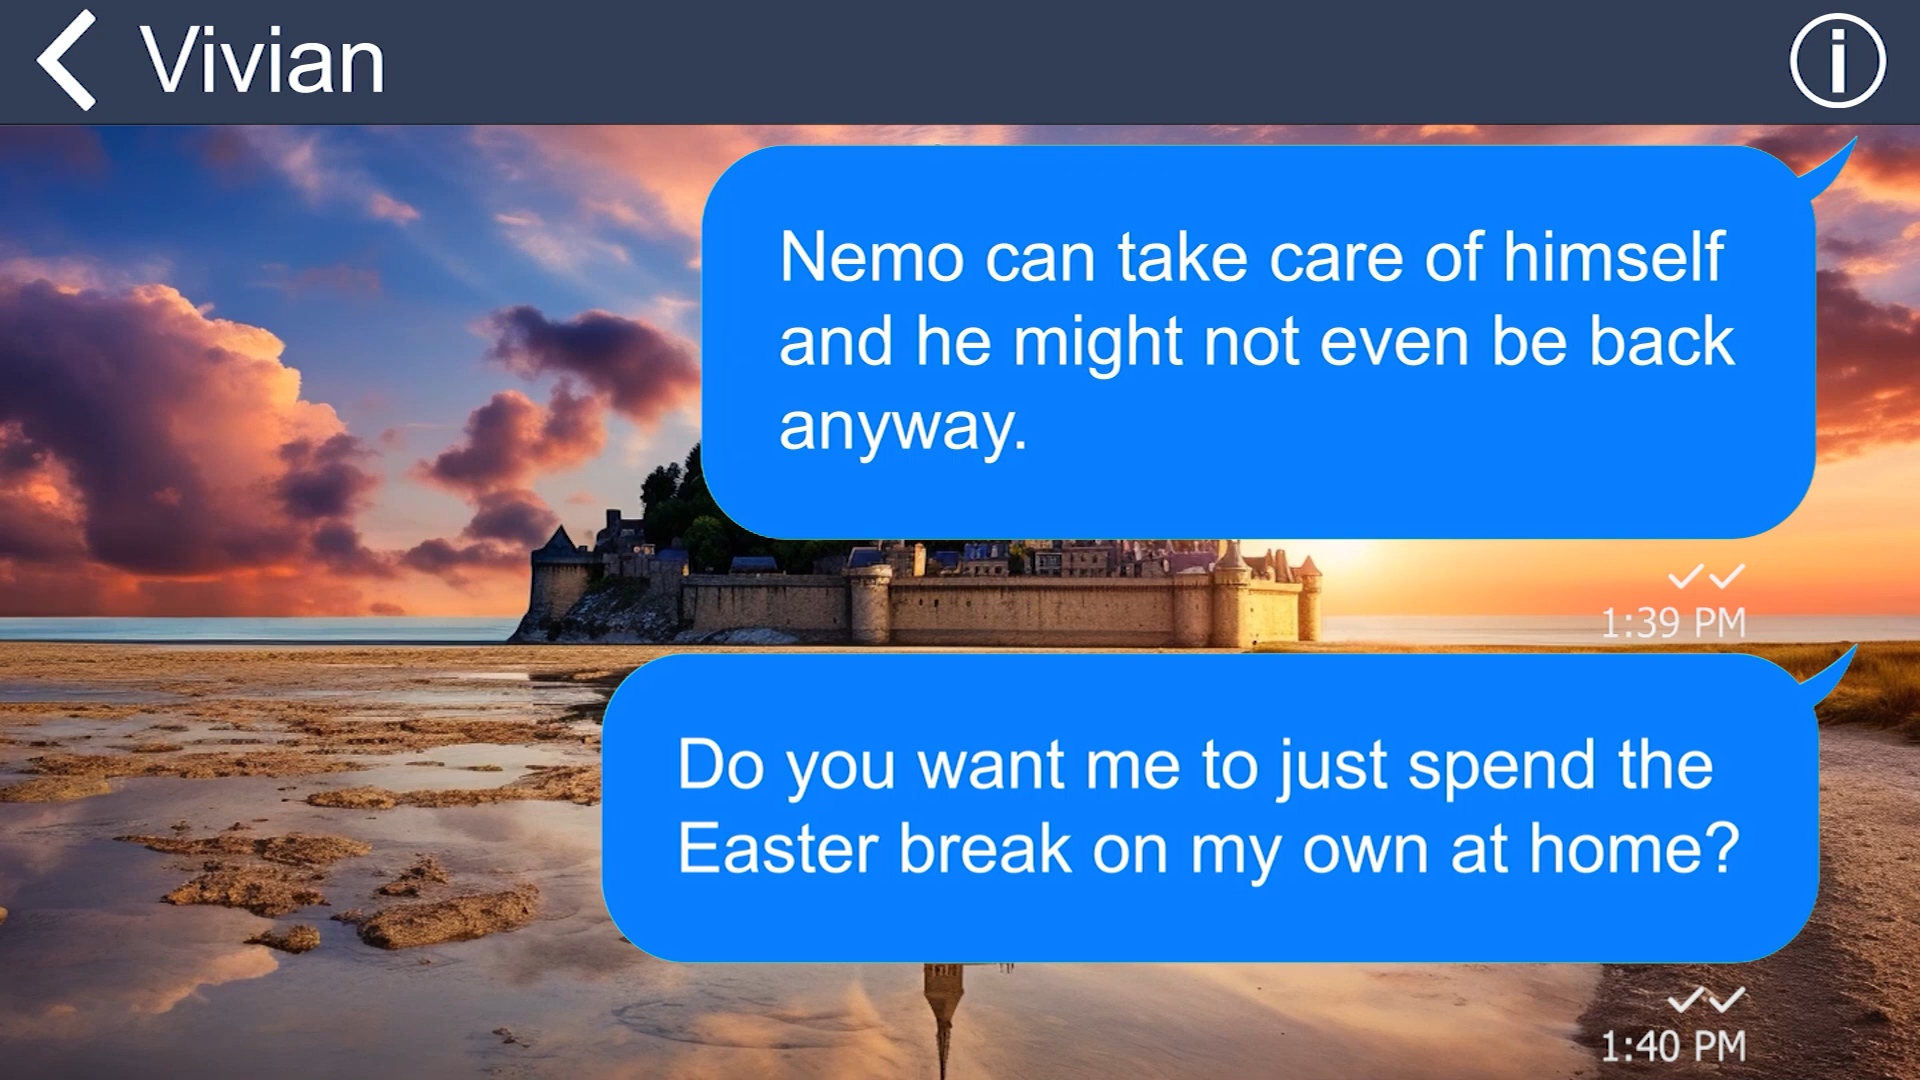 Vivian
Nemo can take care of himself
and he might not even be back
anyway.
1:39 PM
Do you want me to just spend the
Easter break on my own at home?
1:40 PM